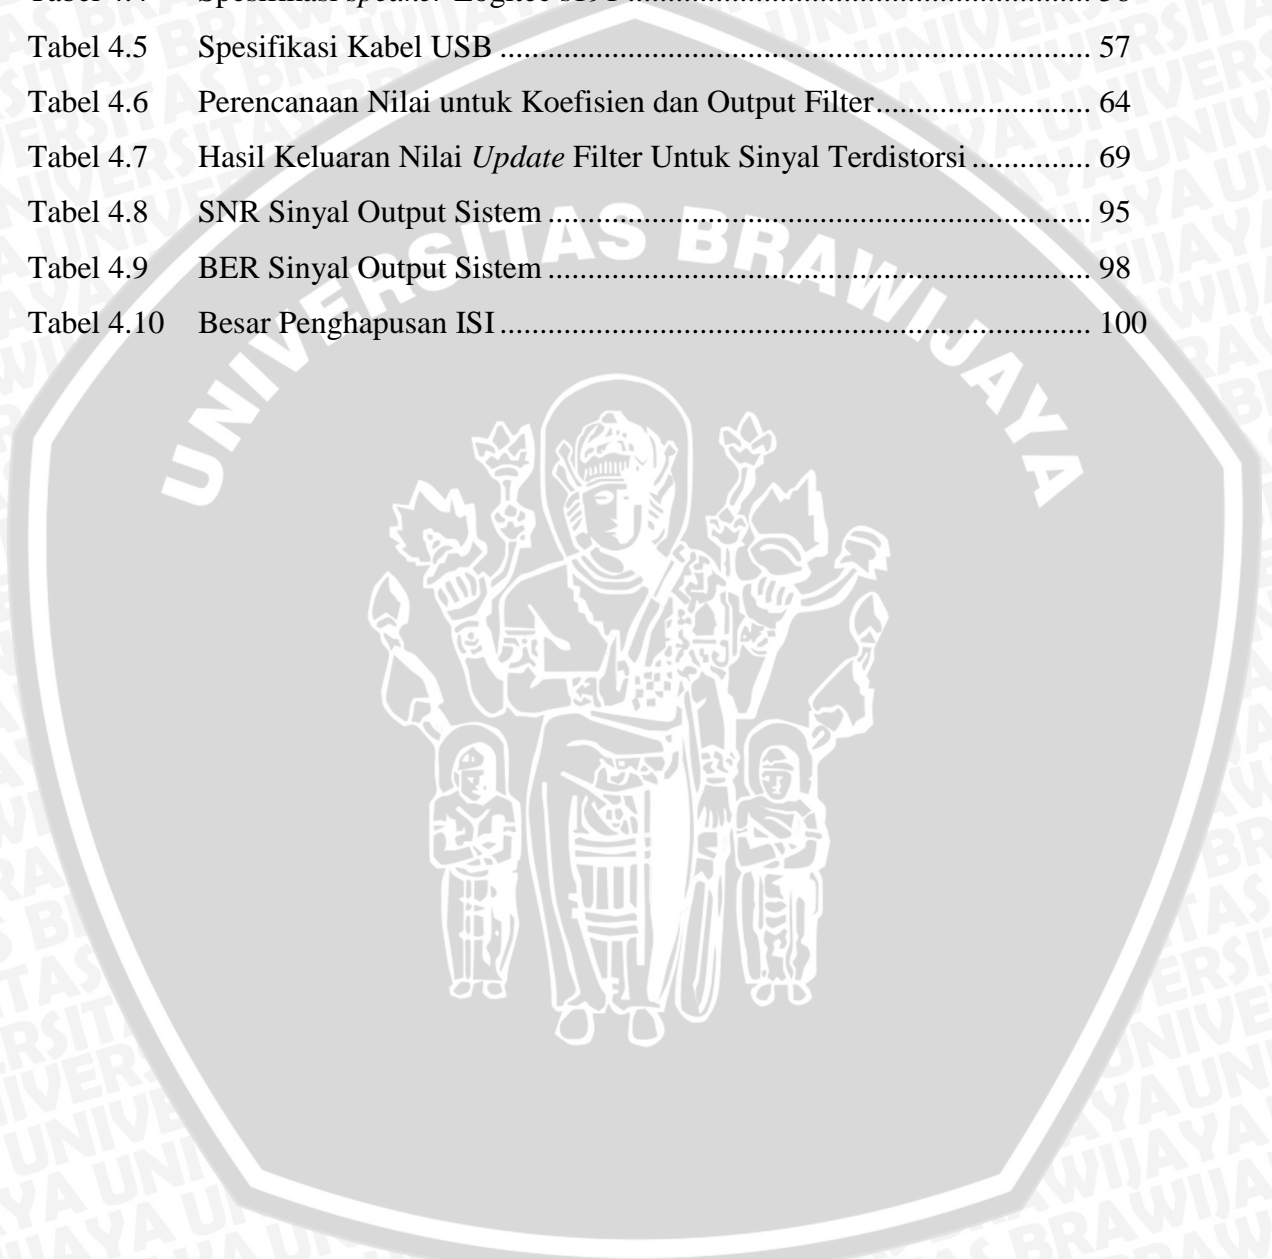 Tabel 4.5 Spesifikasi Kabel USB ........................................................................... 57
Tabel 4.6 Perencanaan Nilai untuk Koefisien dan Output Filter........................... 64
Tabel 4.7 Hasil Keluaran Nilai Update Filter Untuk Sinyal Terdistorsi............... 69
Tabel 4.8 SNR Sinyal Output Sistem ..................................................................... 95
Tabel 4.9 BER Sinyal Output Sistem ..................................................................... 98
Tabel 4.10 Besar Penghapusan ISI ........................................................................... 100
UNIVERSITAS BRAWIJAYA